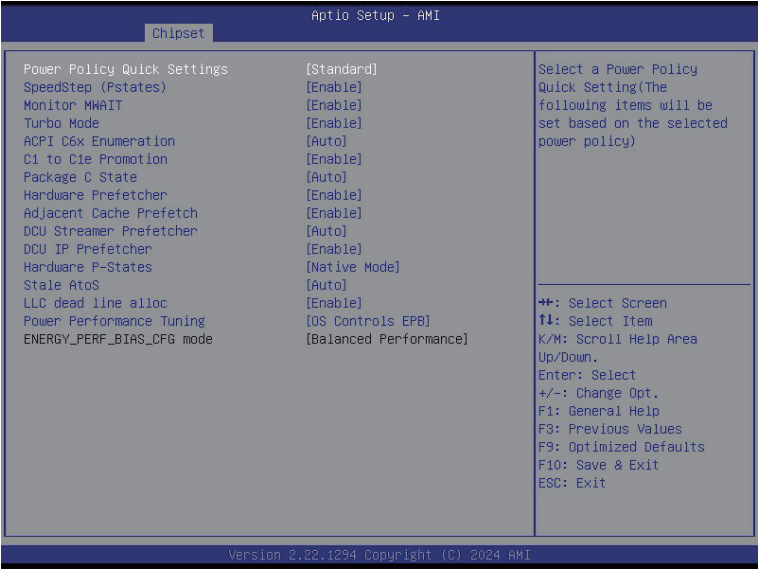 Aptio Setup – AMI
Chipset
Power Policy Quick Settings [Standard]
SpeedStep (Pstates) [Enable]
Monitor MWAIT [Enable]
Turbo Mode [Enable]
ACPI C6x Enumeration [Auto]
C1 to C1e Promotion [Enable]
Package C State [Auto]
Hardware Prefetcher [Enable]
Adjacent Cache Prefetch [Enable]
DCU Streamer Prefetcher [Auto]
DCU IP Prefetcher [Enable]
Hardware P-States [Native Mode]
Stale AtoS [Auto]
LLC dead line alloc [Enable]
Power Performance Tuning [OS Controls EPB]
ENERGY_PERF_BIAS_CFG mode [Balanced Performance]
Select a Power Policy
Quick Setting(The
following items will be
set based on the selected
power policy)
→←: Select Screen
↑↓: Select Item
K/M: Scroll Help Area
Up/Down.
Enter: Select
+/-: Change Opt.
F1: General Help
F3: Previous Values
F9: Optimized Defaults
F10: Save & Exit
ESC: Exit
Version 2.22.1294 Copyright (C) 2024 AMI